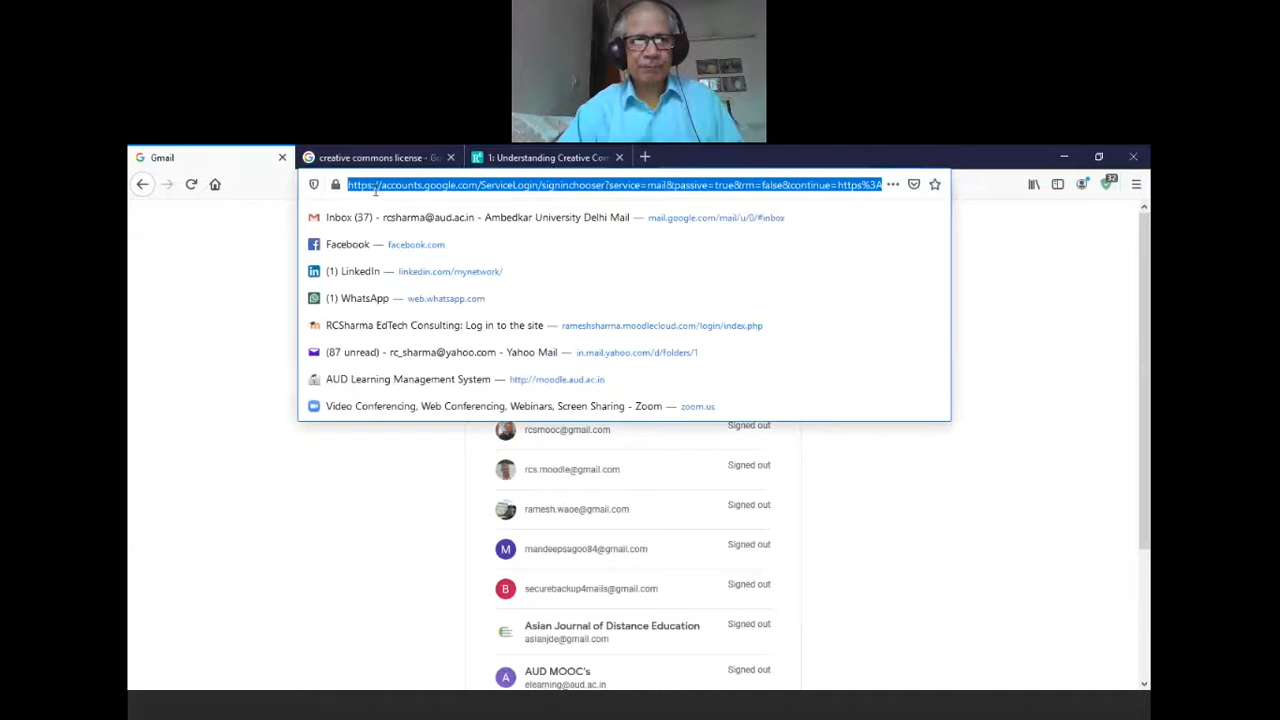 Gmail
creative commons license - Go
1: Understanding Creative Com
https://accounts.google.com/ServiceLogin/signinchooser?service=mail&passive=true&rm=false&continue=https%3A
32
Inbox (37) - rcsharma@aud.ac.in - Ambedkar University Delhi Mail — mail.google.com/mail/u/0/#inbox
Facebook — facebook.com
(1) LinkedIn — linkedin.com/mynetwork/
(1) WhatsApp — web.whatsapp.com
RCSharma EdTech Consulting: Log in to the site — rameshsharma.moodlecloud.com/login/index.php
(87 unread) - rc_sharma@yahoo.com - Yahoo Mail — in.mail.yahoo.com/d/folders/1
AUD Learning Management System — http://moodle.aud.ac.in
Video Conferencing, Web Conferencing, Webinars, Screen Sharing - Zoom — zoom.us
rcsmooc@gmail.com Signed out
rcs.moodle@gmail.com Signed out
ramesh.waoe@gmail.com Signed out
M mandeepsagoo84@gmail.com Signed out
B securebackup4mails@gmail.com Signed out
Asian Journal of Distance Education Signed out
asianjde@gmail.com
A AUD MOOC's Signed out
elearning@aud.ac.in